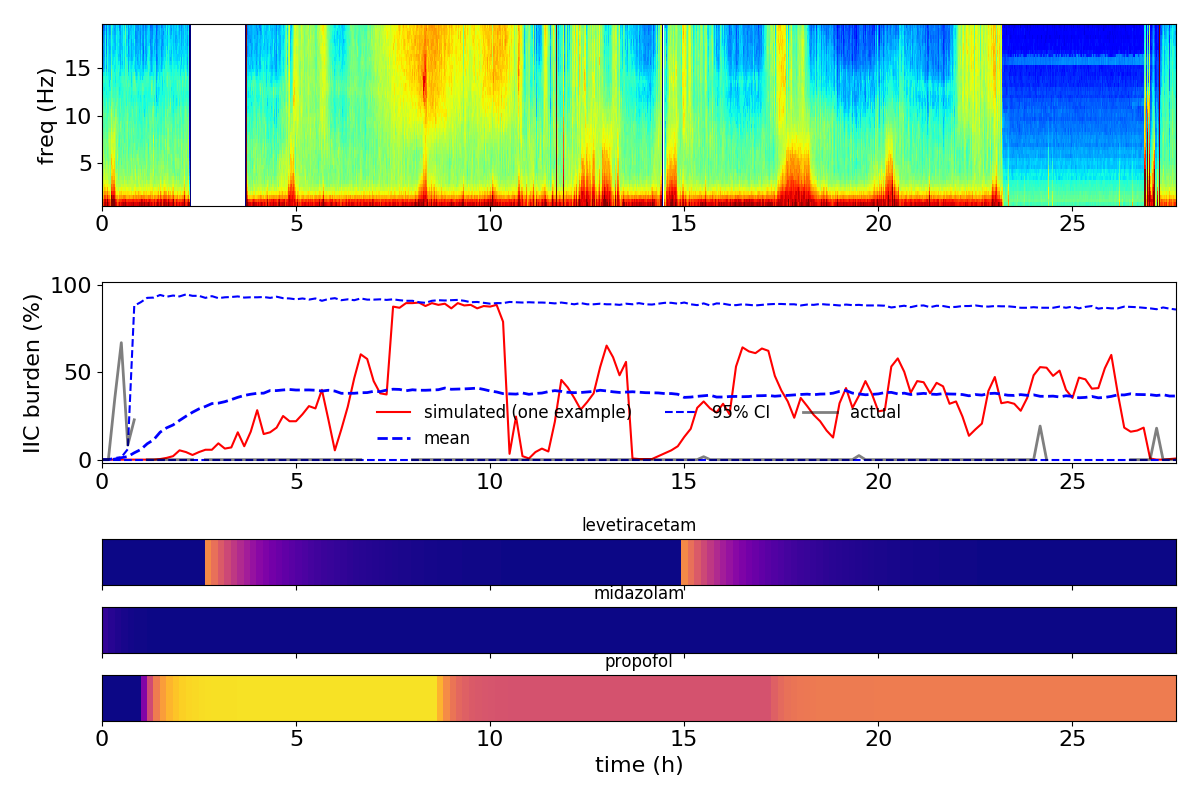 freq (Hz)
15
10
5
0 5 10 15 20 25
IIC burden (%)
100
50
0
simulated (one example) 95% CI actual
mean
0 5 10 15 20 25
levetiracetam
midazolam
propofol
0 5 10 15 20 25
time (h)